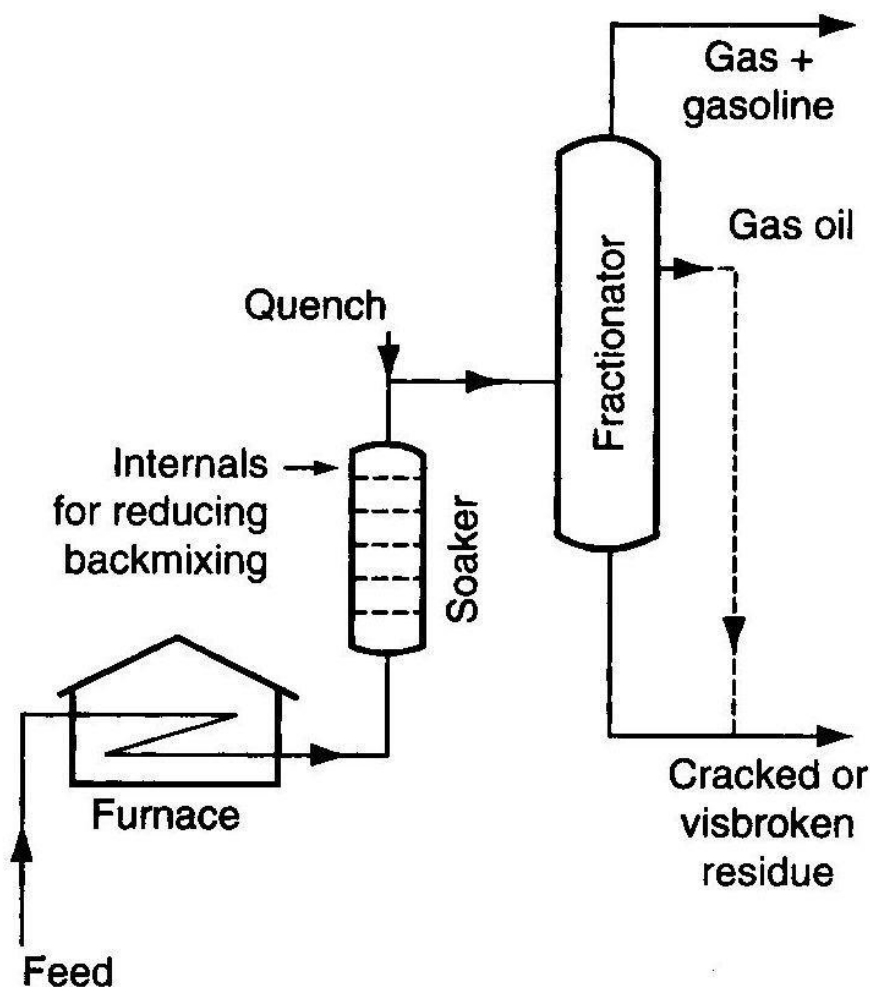 Gas +
gasoline
Gas oil
Fractionator
Quench
Internals
for reducing
backmixing
Soaker
Furnace
Cracked or
visbroken
residue
Feed